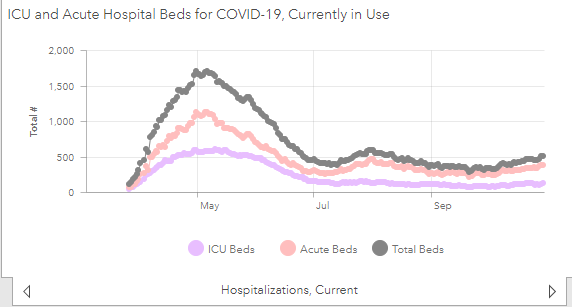 ICU and Acute Hospital Beds for COVID-19, Currently in Use
2,000
1,500
1,000
500
0
Total #
May
Jul
Sep
ICU Beds
Acute Beds
Total Beds
Hospitalizations, Current